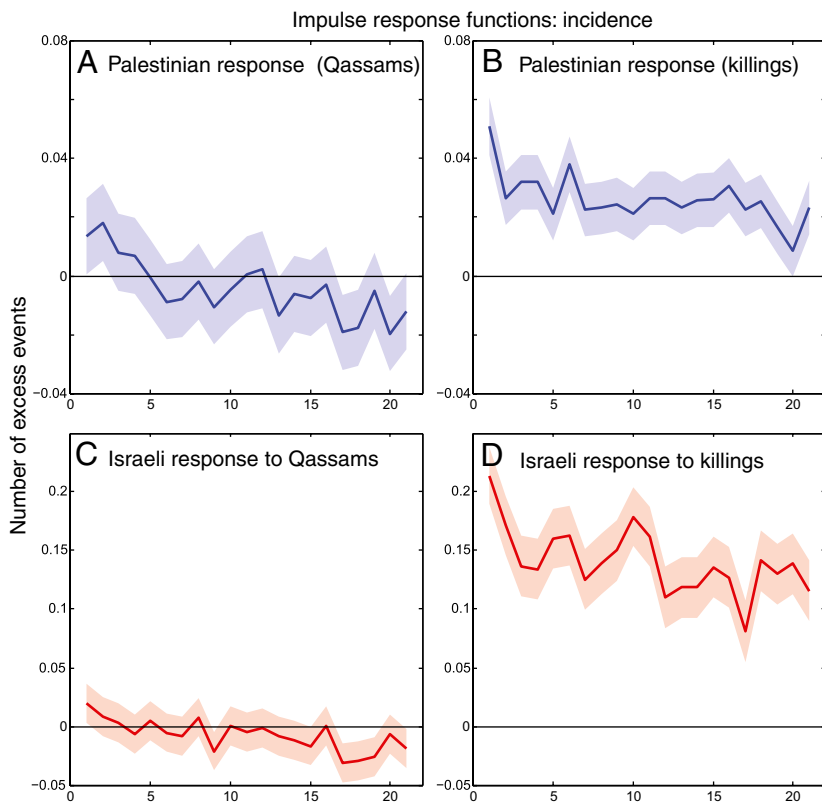 Impulse response functions: incidence
Number of excess events
A Palestinian response (Qassams)
0.08
0.04
0
−0.04
0 5 10 15 20
B Palestinian response (killings)
0.08
0.04
0
−0.04
0 5 10 15 20
C Israeli response to Qassams
0.2
0.15
0.1
0.05
0
−0.05
0 5 10 15 20
D Israeli response to killings
0.2
0.15
0.1
0.05
0
−0.05
0 5 10 15 20